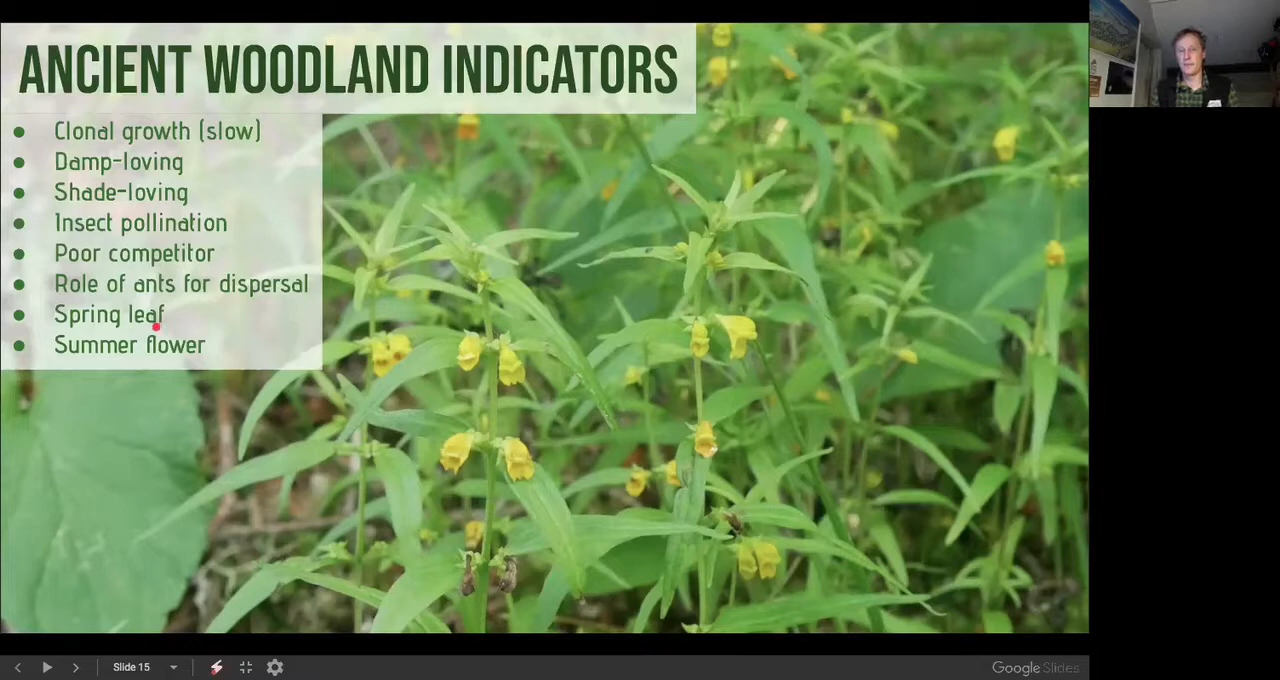 ANCIENT WOODLAND INDICATORS
● Clonal growth (slow)
● Damp-loving
● Shade-loving
● Insect pollination
● Poor competitor
● Role of ants for dispersal
● Spring leaf
● Summer flower
Slide 15
Google Slides